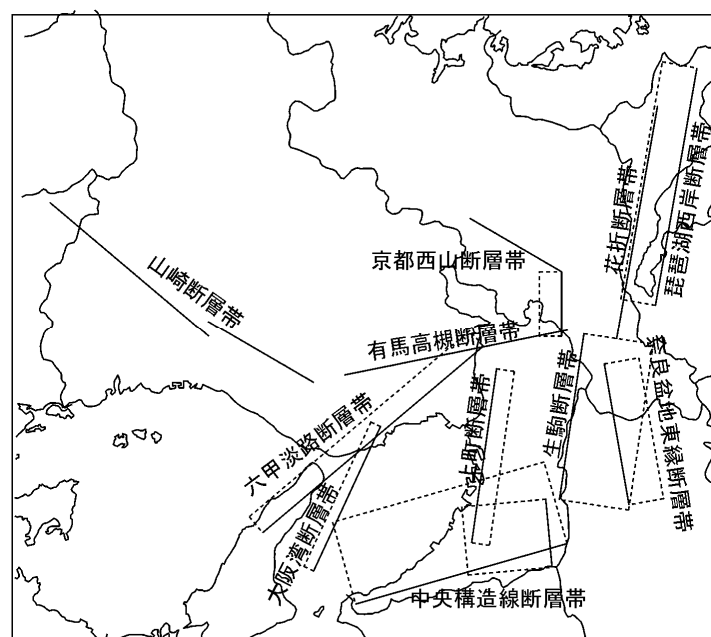 花折断層帯
琵琶湖西岸断層帯
京都西山断層帯
山崎断層帯
有馬高槻断層帯
奈良盆地東縁断層帯
生駒断層帯
上町断層帯
六甲淡路断層帯
大阪湾断層帯
中央構造線断層帯